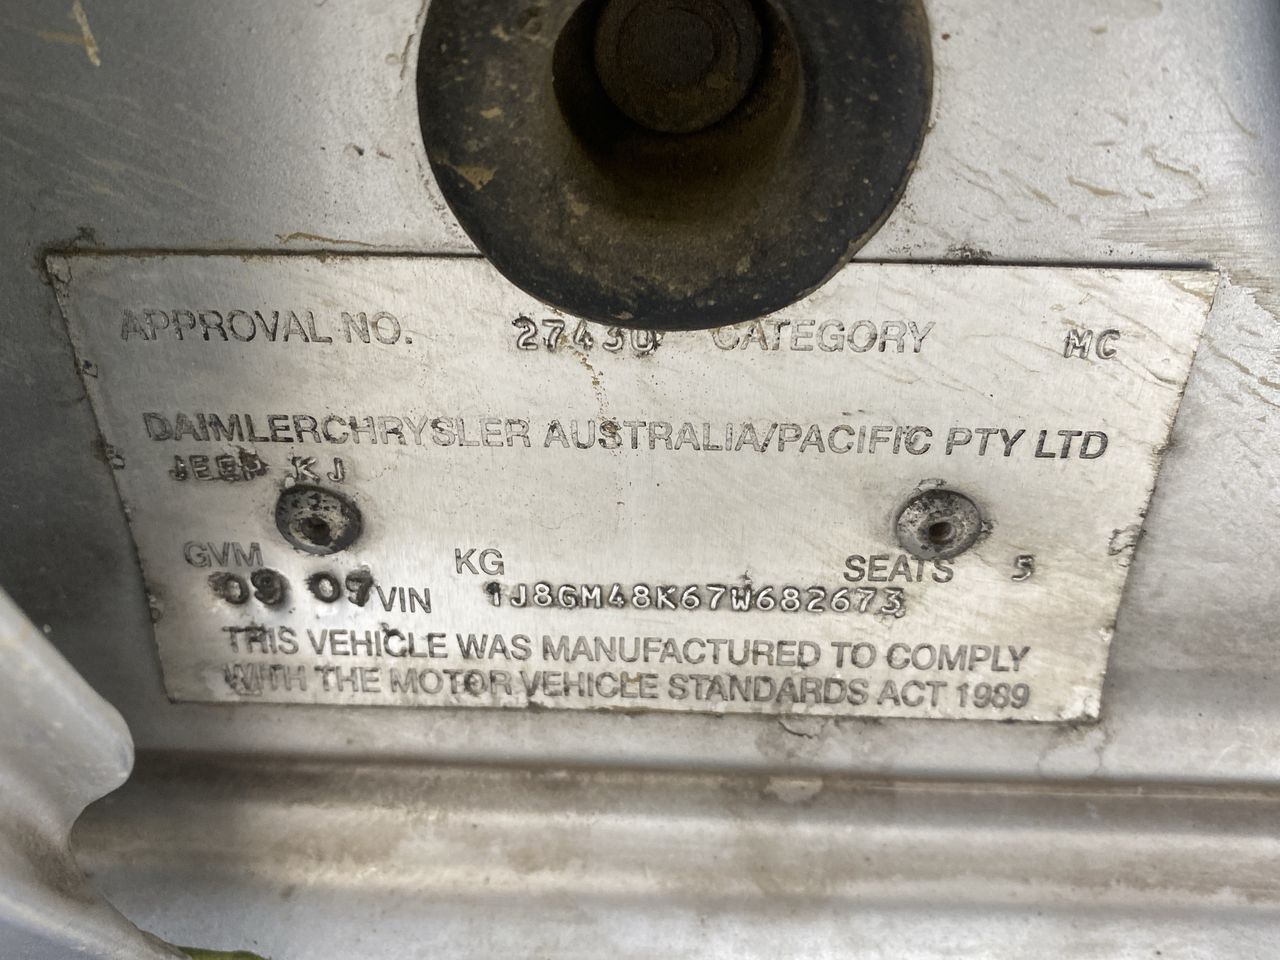 APPROVAL NO. 27430 CATEGORY MC
DAIMLERCHRYSLER AUSTRALIA/PACIFIC PTY LTD
JEEP KJ
GVM KG SEATS 5
09 07 VIN 1J8GM48K67W682673
THIS VEHICLE WAS MANUFACTURED TO COMPLY
WITH THE MOTOR VEHICLE STANDARDS ACT 1989